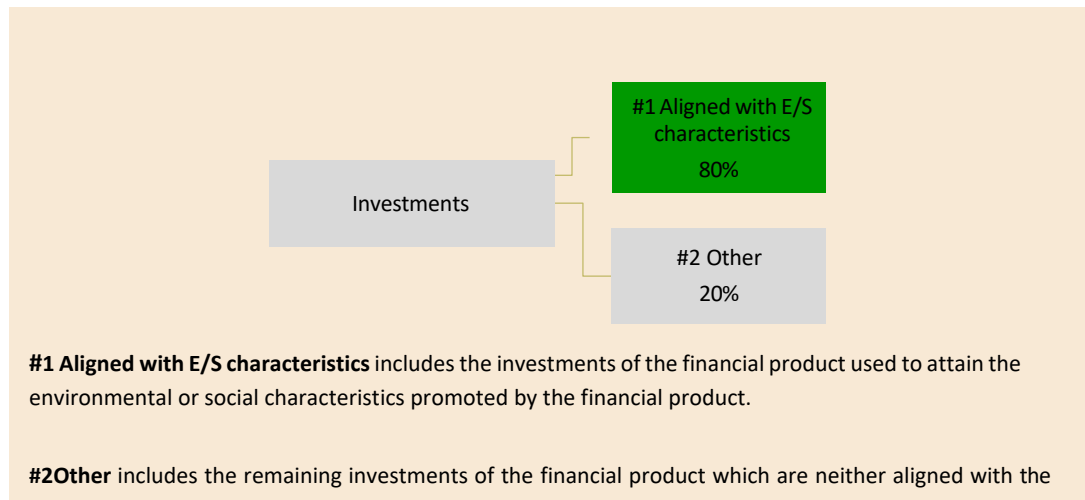 #1 Aligned with E/S
characteristics
80%
Investments
#2 Other
20%
#1 Aligned with E/S characteristics includes the investments of the financial product used to attain the
environmental or social characteristics promoted by the financial product.
#2Other includes the remaining investments of the financial product which are neither aligned with the